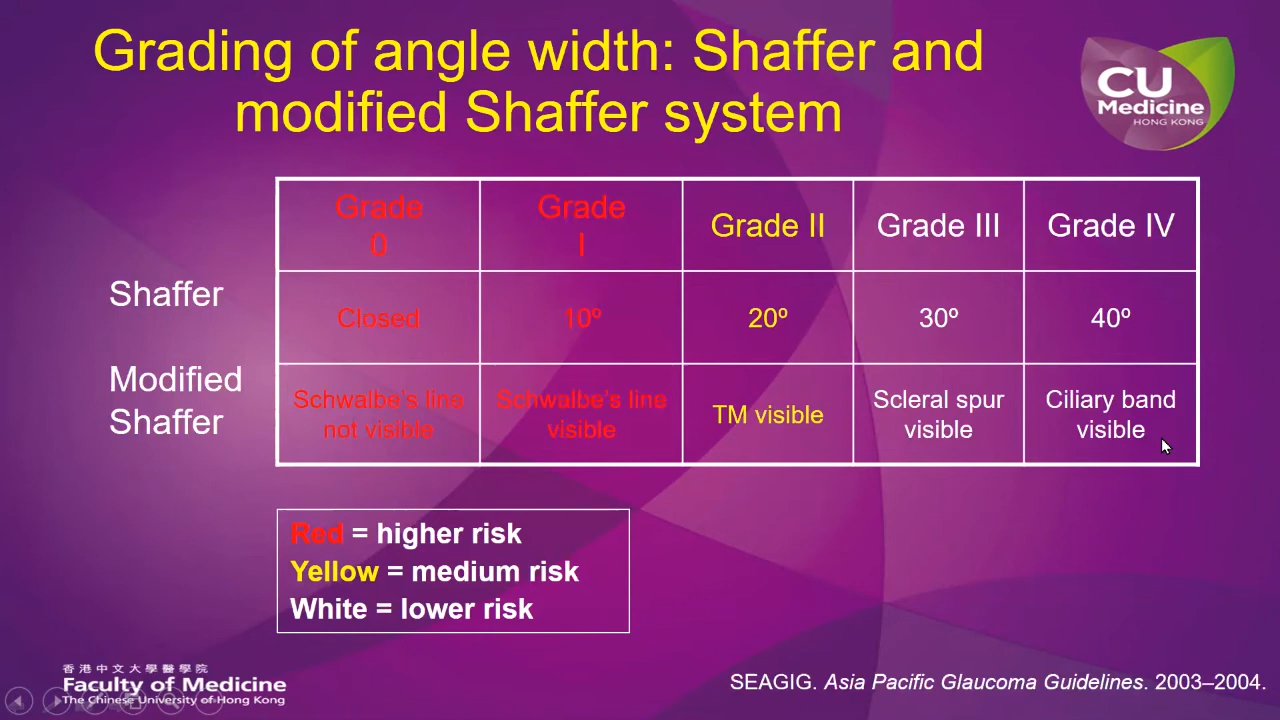 Grading of angle width: Shaffer and
modified Shaffer system
CU
Medicine
HONG KONG
Grade
0
Grade
I
Grade II
Grade III
Grade IV
Shaffer
Closed
10º
20º
30º
40º
Modified
Shaffer
Schwalbe's line
not visible
Schwalbe's line
visible
TM visible
Scleral spur
visible
Ciliary band
visible
Red = higher risk
Yellow = medium risk
White = lower risk
香港中文大學醫學院
Faculty of Medicine
The Chinese University of Hong Kong
SEAGIG. Asia Pacific Glaucoma Guidelines. 2003–2004.